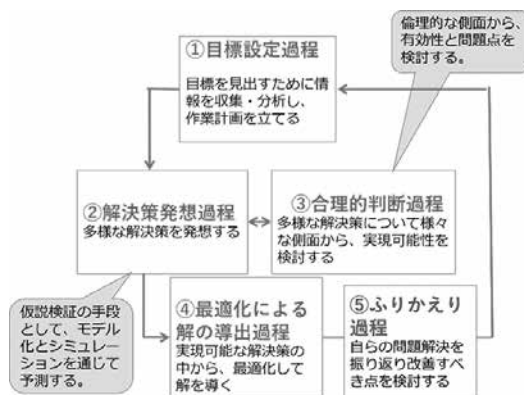 倫理的な側面から、
有効性と問題点を
検討する。
①目標設定過程
目標を見出すために情
報を収集・分析し、
作業計画を立てる
②解決策発想過程
多様な解決策を発想する
③合理的判断過程
多様な解決策について様々
な側面から、実現可能性を
検討する
仮説検証の手段
として、モデル
化とシミュレー
ションを通じて
予測する。
④最適化による
解の導出過程
実現可能な解決策の
中から、最適化して
解を導く
⑤ふりかえり
過程
自らの問題解決を
振り返り改善すべ
き点を検討する